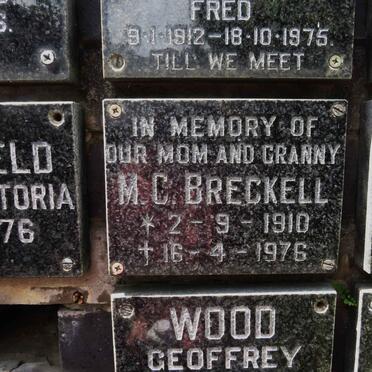 FRED
9·1·1912-18·10·1975.
TILL WE MEET
ELD
TORIA
76
IN MEMORY OF
OUR MOM AND GRANNY
M.C. BRECKELL
* 2 - 9 - 1910
† 16 - 4 - 1976
WOOD
GEOFFREY